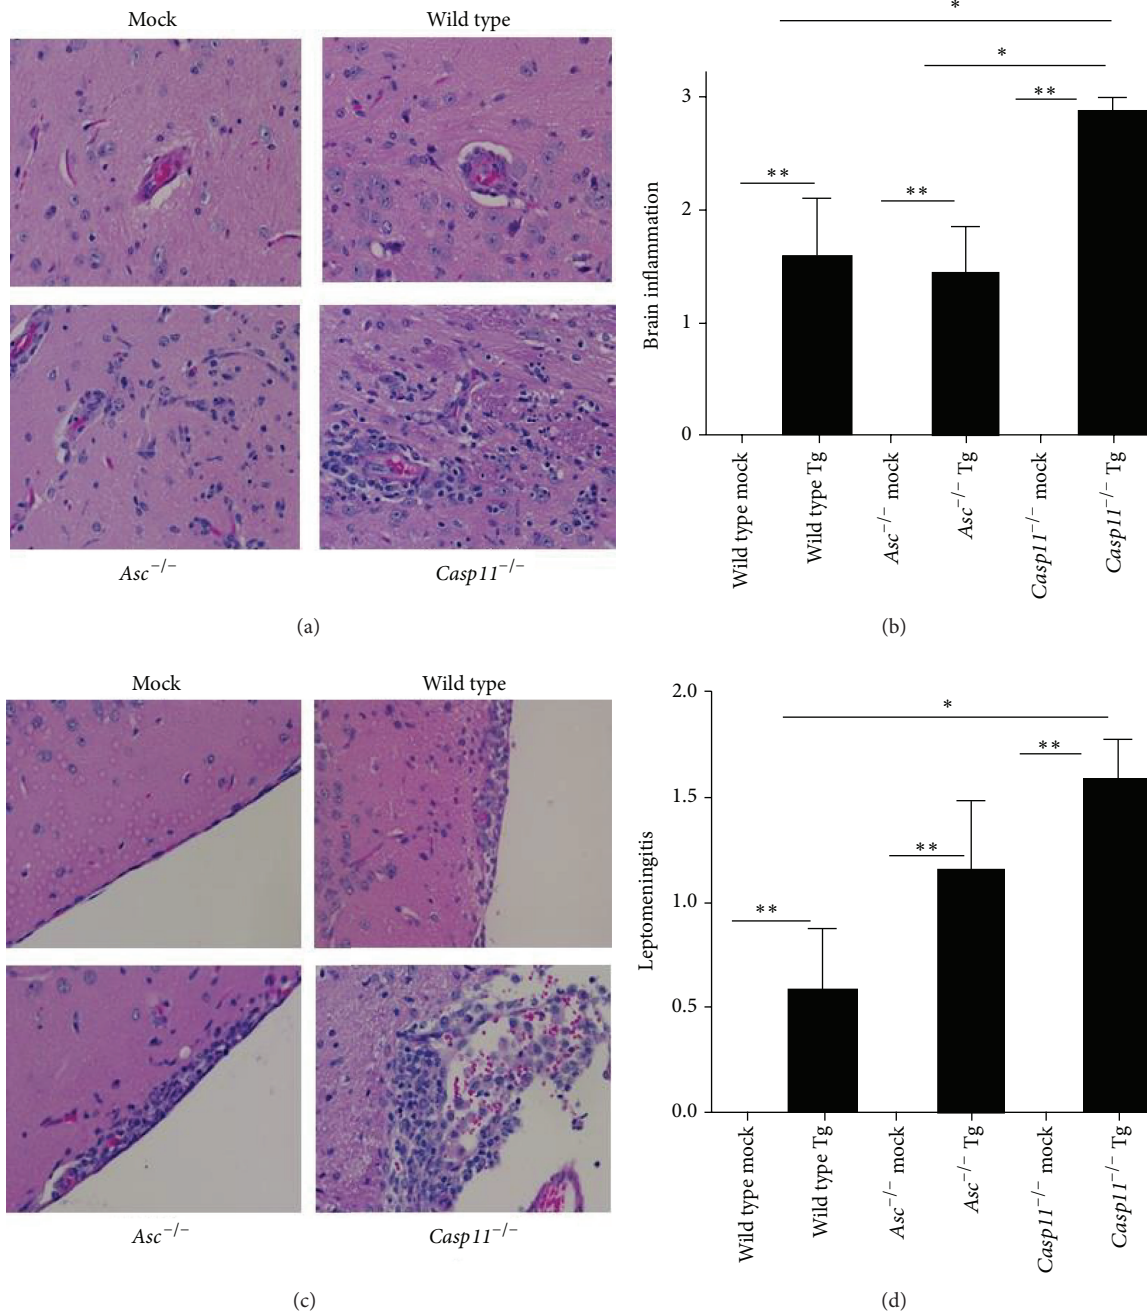 Mock
Wild type
Asc−/−
Casp11−/−
(a)
*
*
**
**
**
3
2
1
0
Brain inflammation
Wild type mock
Wild type Tg
Asc−/− mock
Asc−/− Tg
Casp11−/− mock
Casp11−/− Tg
(b)
Mock
Wild type
Asc−/−
Casp11−/−
(c)
*
**
**
**
2.0
1.5
1.0
0.5
0.0
Leptomeningitis
Wild type mock
Wild type Tg
Asc−/− mock
Asc−/− Tg
Casp11−/− mock
Casp11−/− Tg
(d)